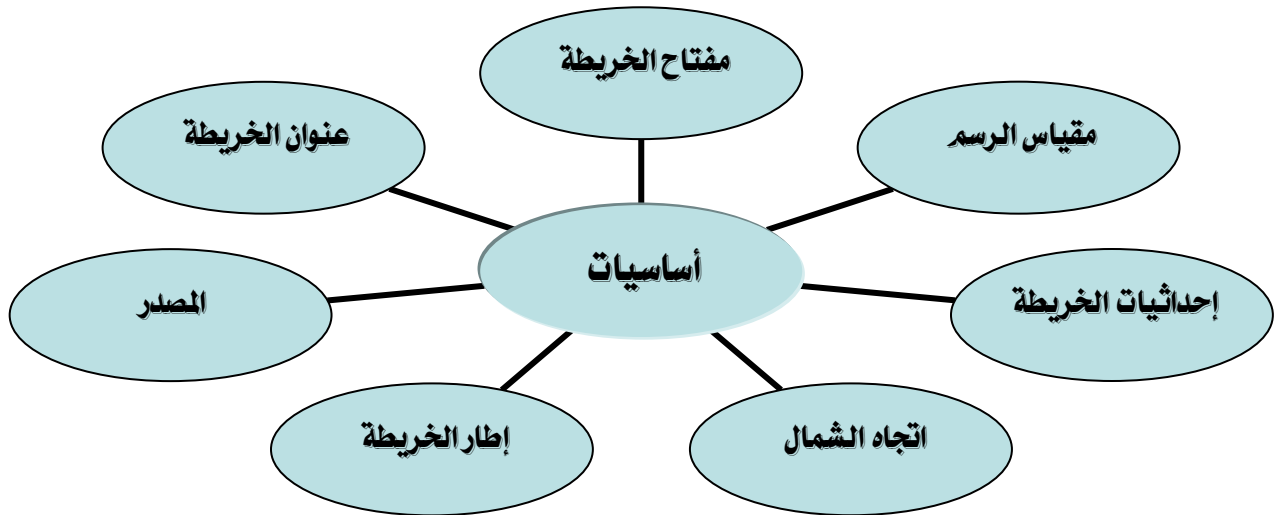 مفتاح الخريطة
مقياس الرسم
عنوان الخريطة
أساسيات
إحداثيات الخريطة
المصدر
اتجاه الشمال
إطار الخريطة